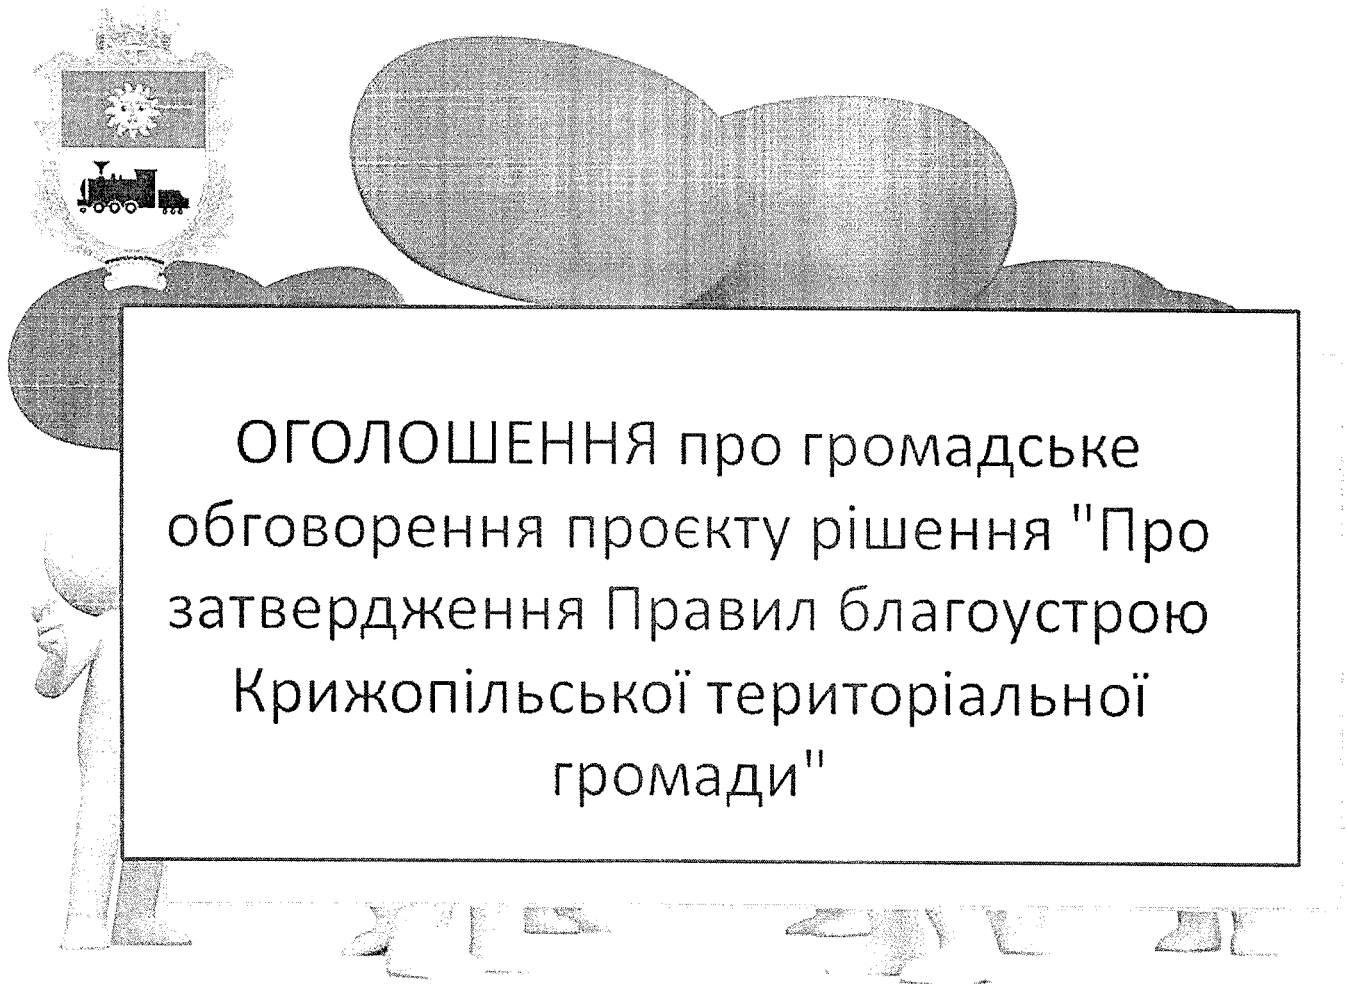 ОГОЛОШЕННЯ про громадське
обговорення проєкту рішення "Про
затвердження Правил благоустрою
Крижопільської територіальної
громади"